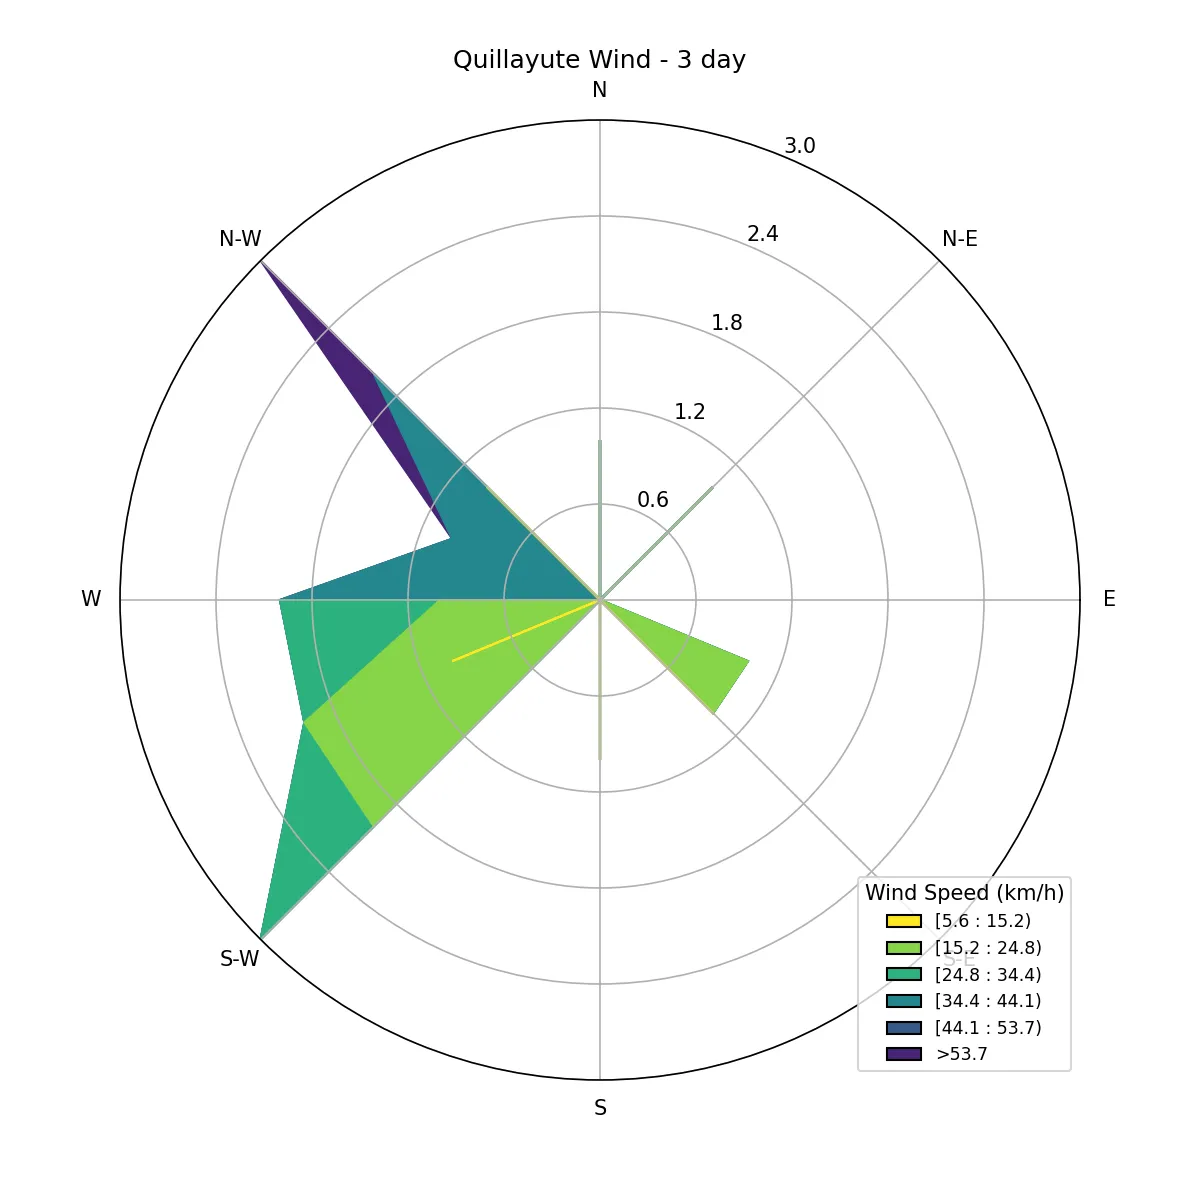 Quillayute Wind - 3 day
N
3.0
N-W
2.4
N-E
1.8
1.2
0.6
W
E
Wind Speed (km/h)
[5.6 : 15.2)
[15.2 : 24.8)
S-W
S-E
[24.8 : 34.4)
[34.4 : 44.1)
[44.1 : 53.7)
>53.7
S